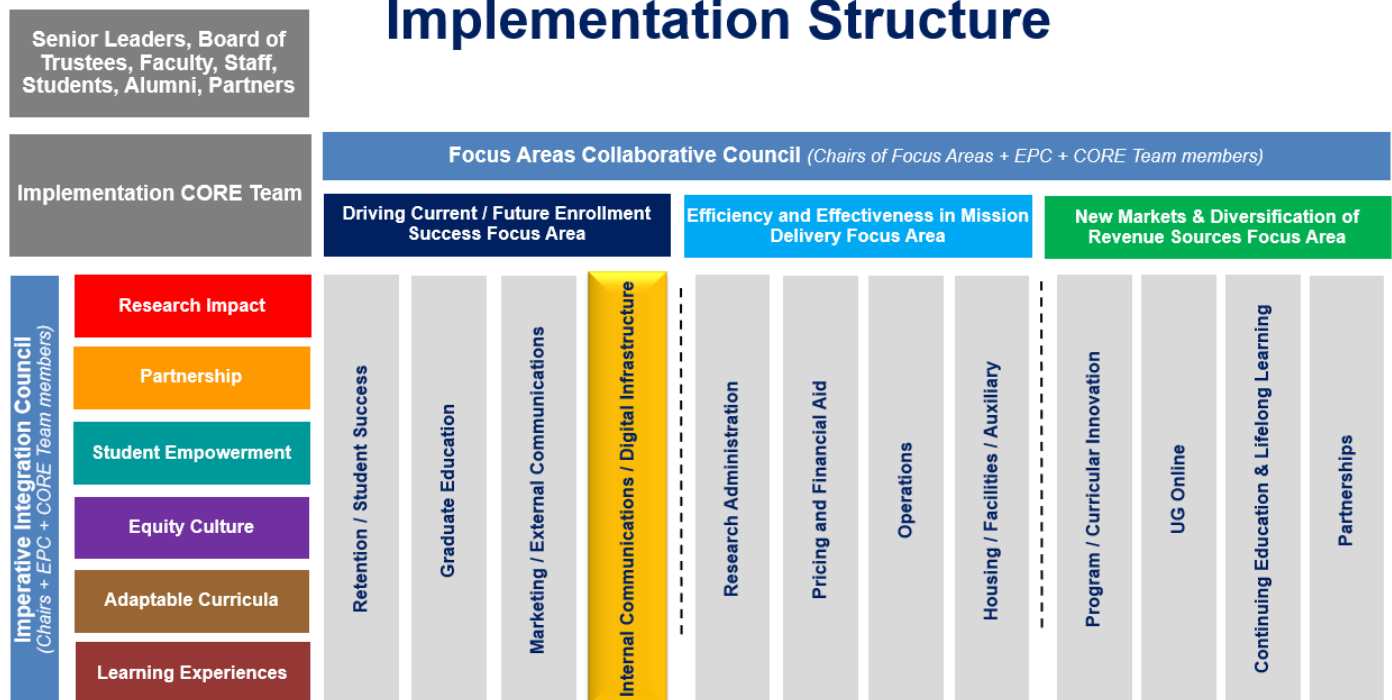 Implementation Structure
Senior Leaders, Board of
Trustees, Faculty, Staff,
Students, Alumni, Partners
Implementation CORE Team
Focus Areas Collaborative Council (Chairs of Focus Areas + EPC + CORE Team members)
Driving Current / Future Enrollment
Success Focus Area
Efficiency and Effectiveness in Mission
Delivery Focus Area
New Markets & Diversification of
Revenue Sources Focus Area
Imperative Integration Council
(Chairs + EPC + CORE Team members)
Research Impact
Partnership
Student Empowerment
Equity Culture
Adaptable Curricula
Learning Experiences
Retention / Student Success
Graduate Education
Marketing / External Communications
Internal Communications / Digital Infrastructure
Research Administration
Pricing and Financial Aid
Operations
Housing / Facilities / Auxiliary
Program / Curricular Innovation
UG Online
Continuing Education & Lifelong Learning
Partnerships